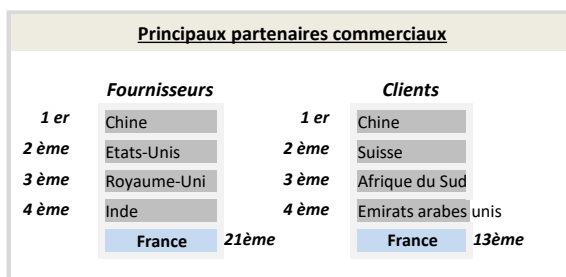 Principaux partenaires commerciaux
Fournisseurs Clients
1 er Chine 1 er Chine
2 ème Etats-Unis 2 ème Suisse
3 ème Royaume-Uni 3 ème Afrique du Sud
4 ème Inde 4 ème Emirats arabes unis
France 21ème France 13ème